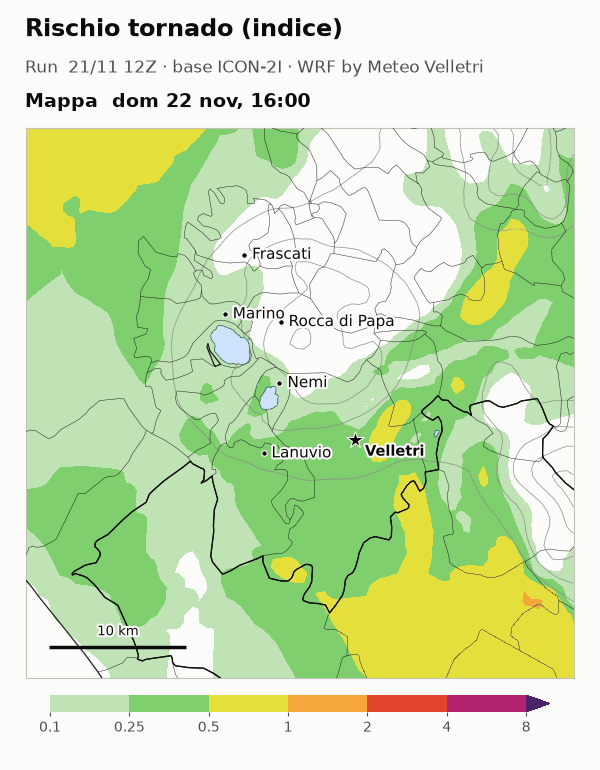 Rischio tornado (indice)
Run  21/11 12Z · base ICON-2I · WRF by Meteo Velletri
Mappa  dom 22 nov, 16:00
Frascati
Marino
Rocca di Papa
Nemi
Velletri
Lanuvio
10 km
0.1 0.25 0.5 1 2 4 8